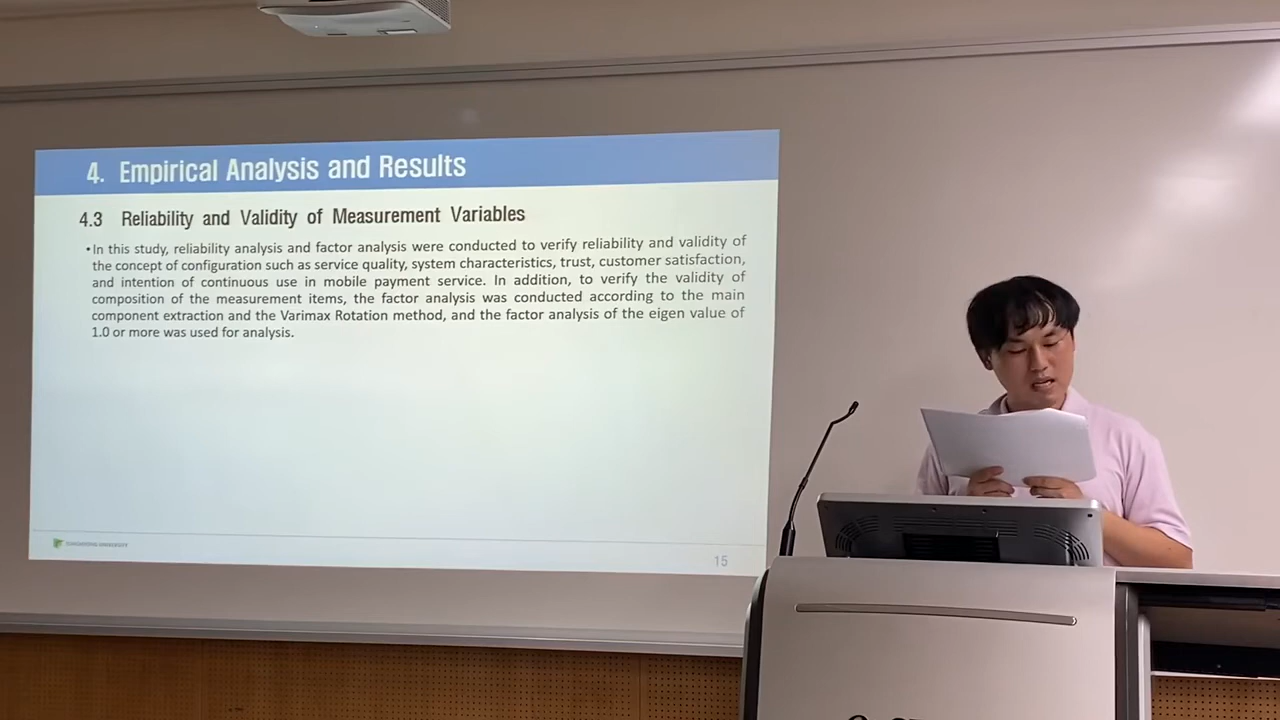 4. Empirical Analysis and Results
4.3 Reliability and Validity of Measurement Variables
•In this study, reliability analysis and factor analysis were conducted to verify reliability and validity of
the concept of configuration such as service quality, system characteristics, trust, customer satisfaction,
and intention of continuous use in mobile payment service. In addition, to verify the validity of
composition of the measurement items, the factor analysis was conducted according to the main
component extraction and the Varimax Rotation method, and the factor analysis of the eigen value of
1.0 or more was used for analysis.
15